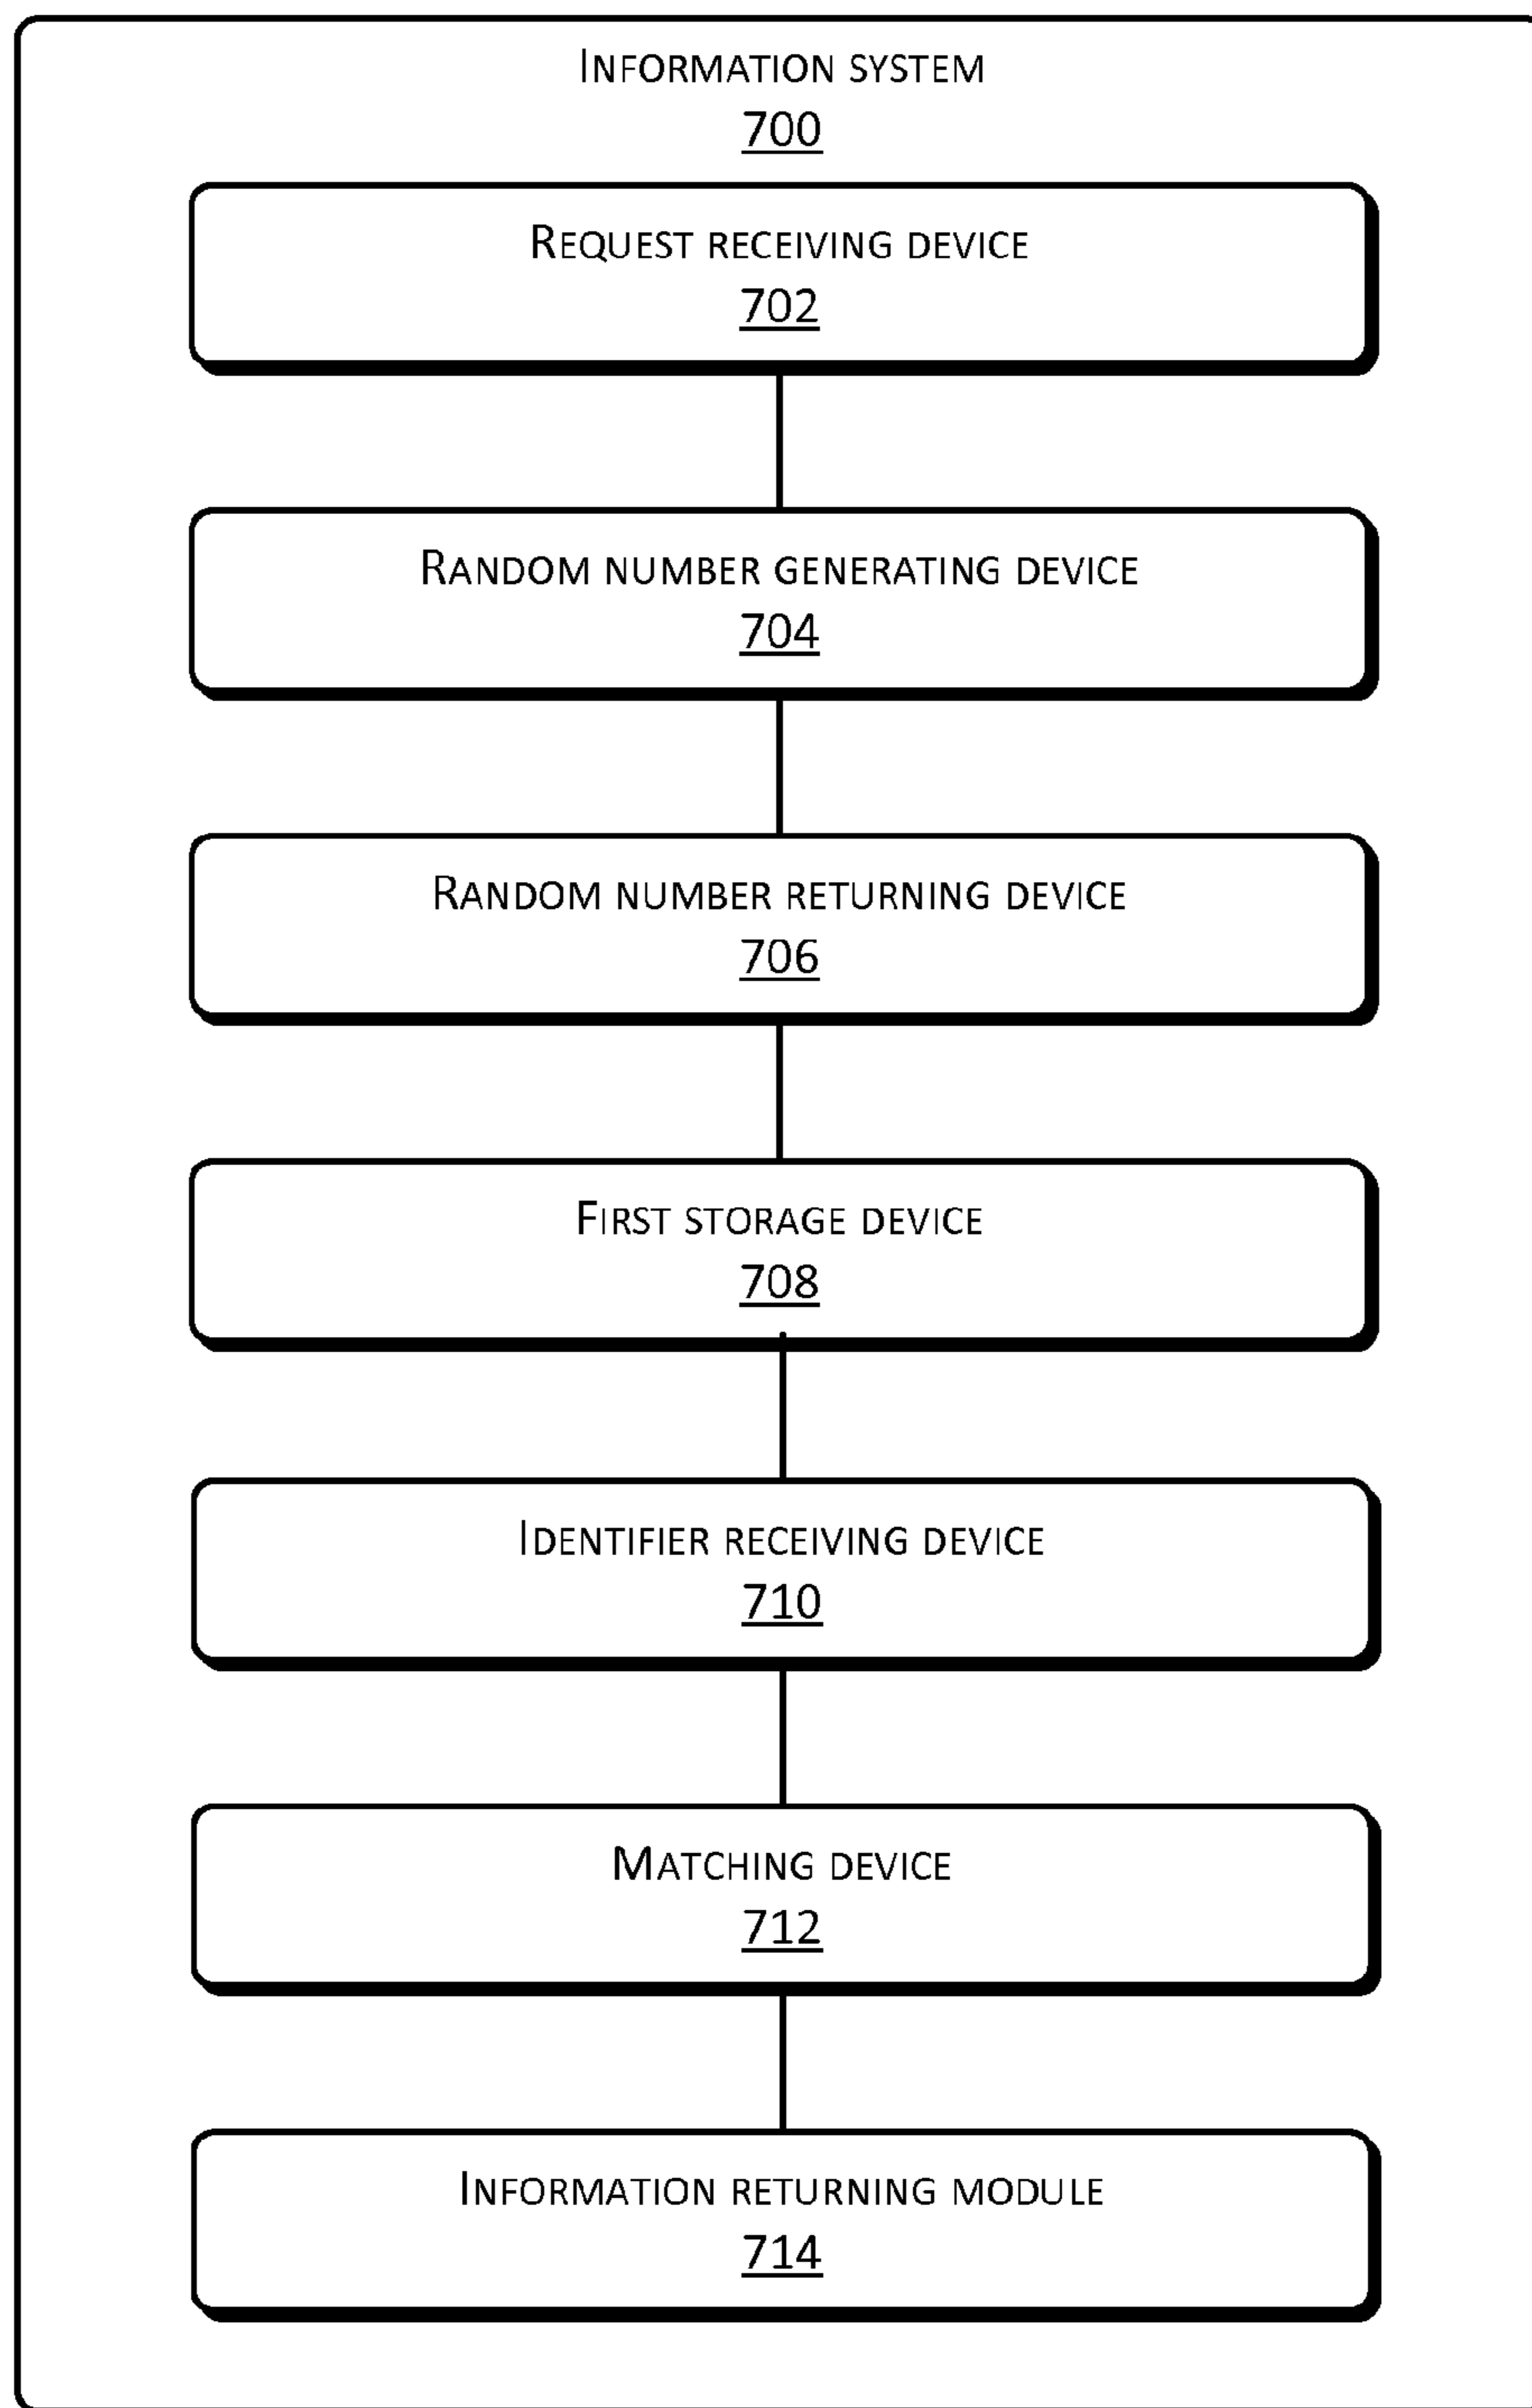 Information system
700
Request receiving device
702
Random number generating device
704
Random number returning device
706
First storage device
708
Identifier receiving device
710
Matching device
712
Information returning module
714